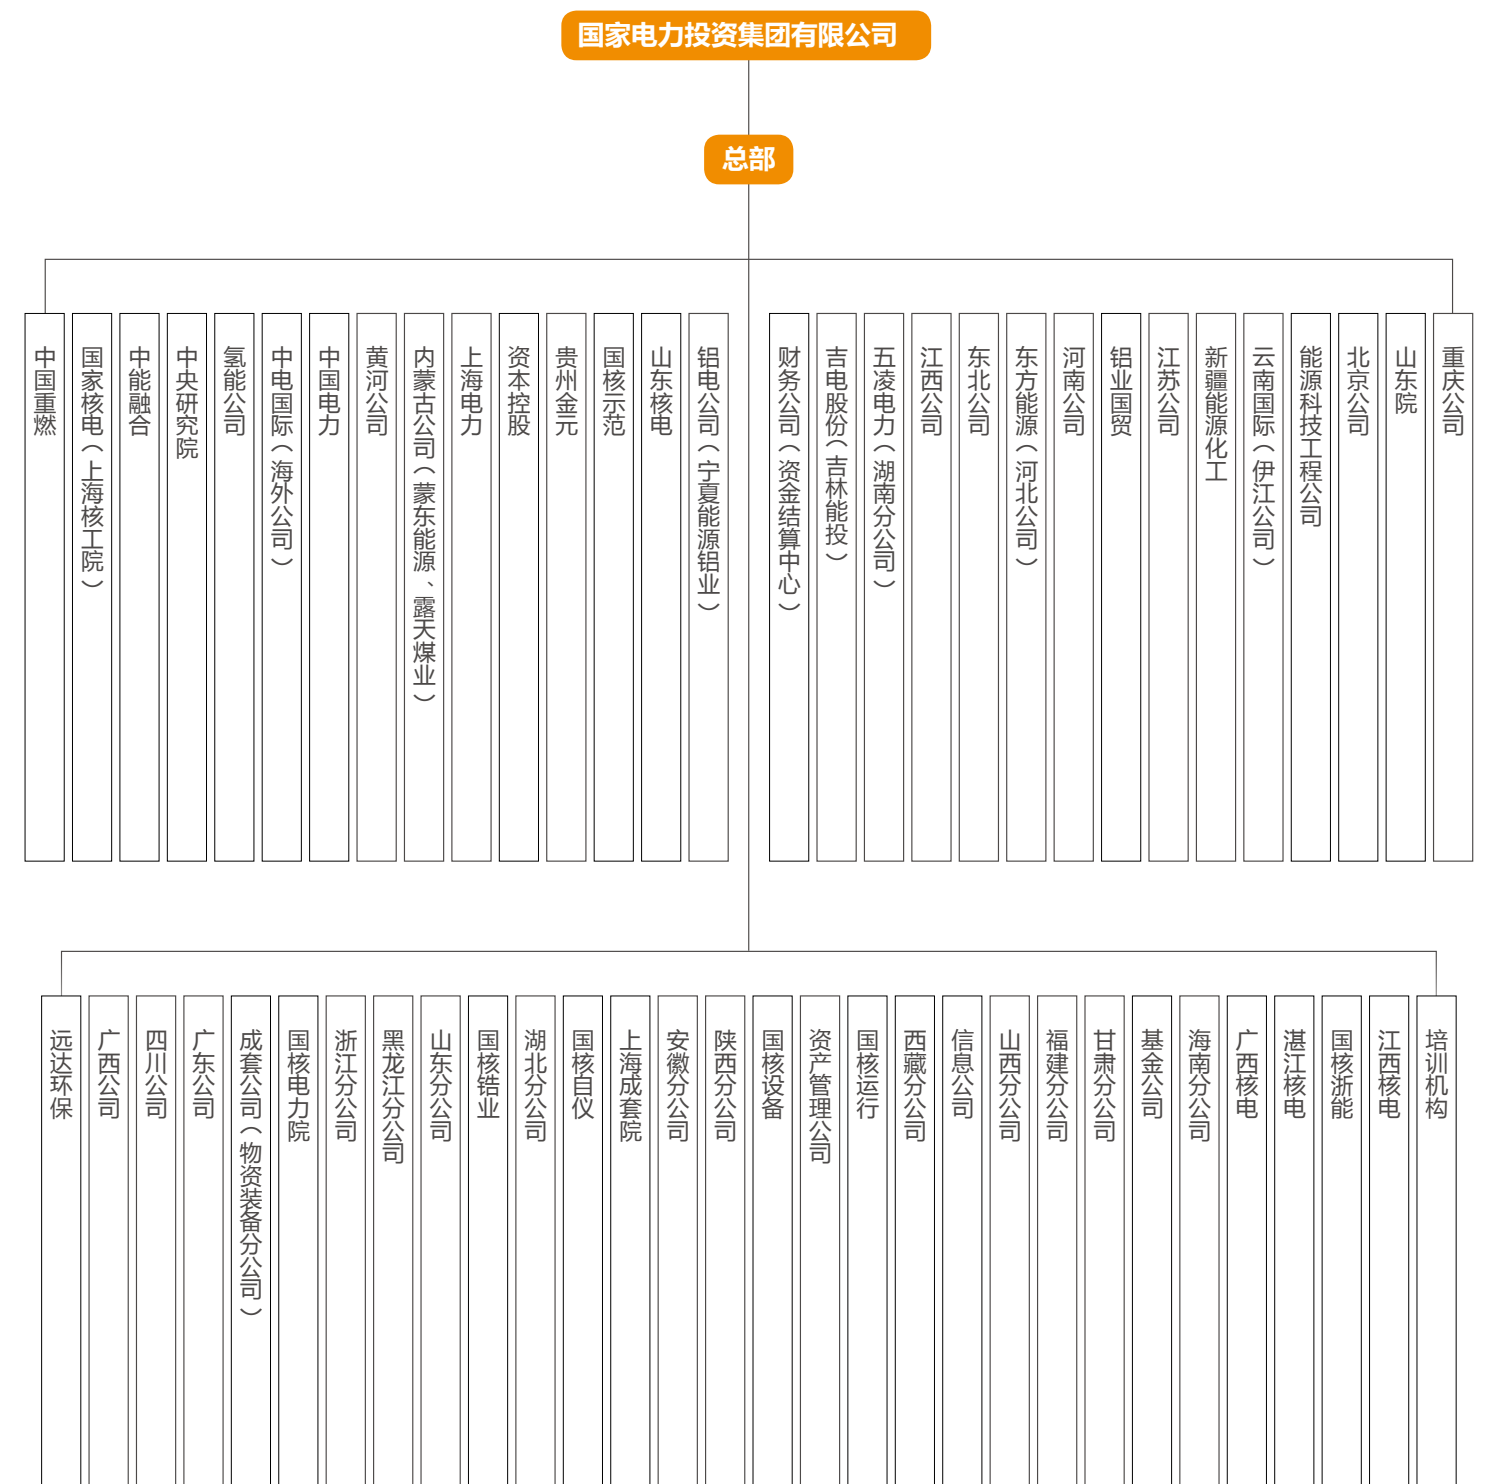 国家电力投资集团有限公司
总部
中国重燃
国家核电（上海核工院）
中能融合
中央研究院
氢能公司
中电国际（海外公司）
中国电力
黄河公司
内蒙古公司（蒙东能源、露天煤业）
上海电力
资本控股
贵州金元
国核示范
山东核电
铝电公司（宁夏能源铝业）
财务公司（资金结算中心）
吉电股份（吉林能投）
五凌电力（湖南分公司）
江西公司
东北公司
东方能源（河北公司）
河南公司
铝业国贸
江苏公司
新疆能源化工
云南国际（伊江公司）
能源科技工程公司
北京公司
山东院
重庆公司
远达环保
广西公司
四川公司
广东公司
成套公司（物资装备分公司）
国核电力院
浙江分公司
黑龙江分公司
山东分公司
国核锆业
湖北分公司
国核自仪
上海成套院
安徽分公司
陕西分公司
国核设备
资产管理公司
国核运行
西藏分公司
信息公司
山西分公司
福建分公司
甘肃分公司
基金公司
海南分公司
广西核电
湛江核电
国核浙能
江西核电
培训机构